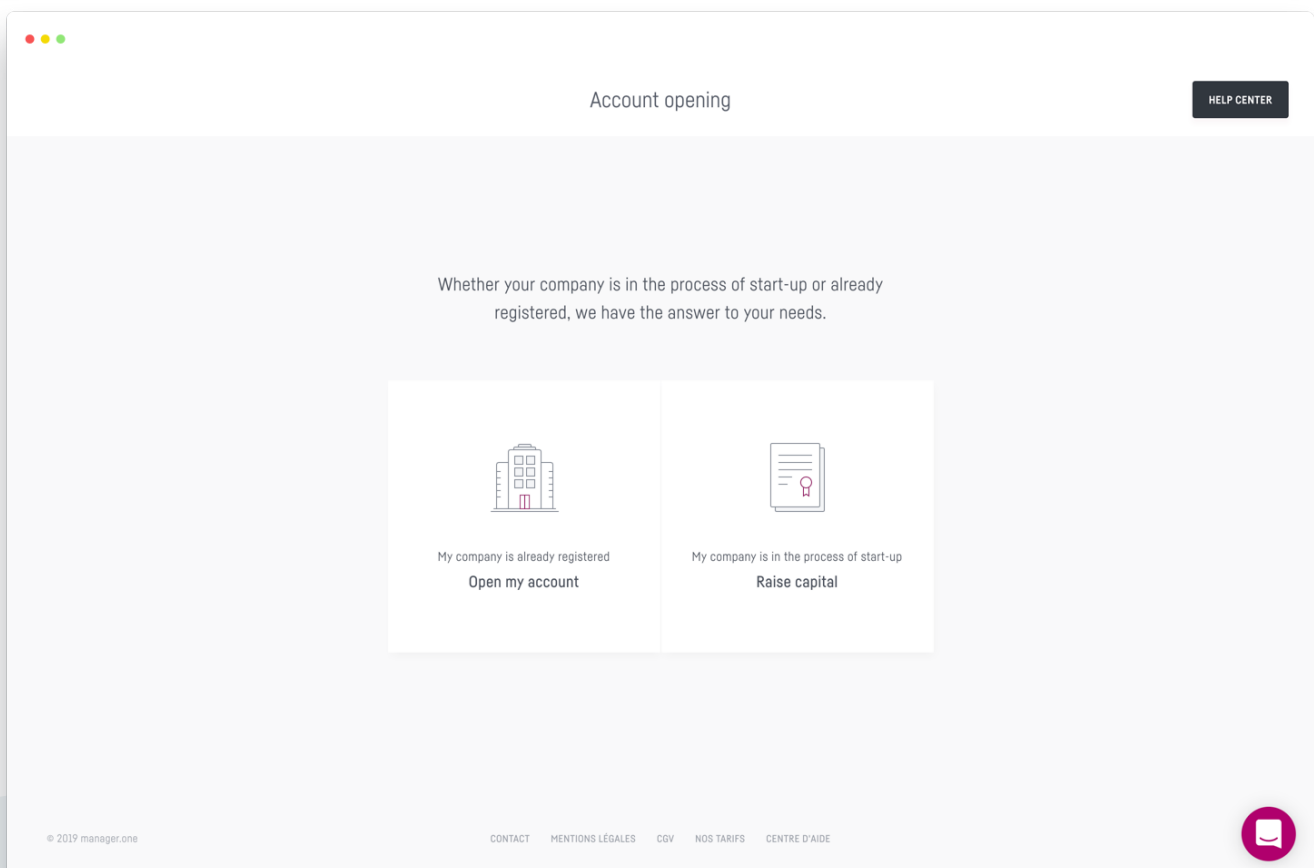 Account opening
HELP CENTER
Whether your company is in the process of start-up or already
registered, we have the answer to your needs.
My company is already registered
Open my account
My company is in the process of start-up
Raise capital
© 2019 manager.one
CONTACT MENTIONS LÉGALES CGV NOS TARIFS CENTRE D'AIDE